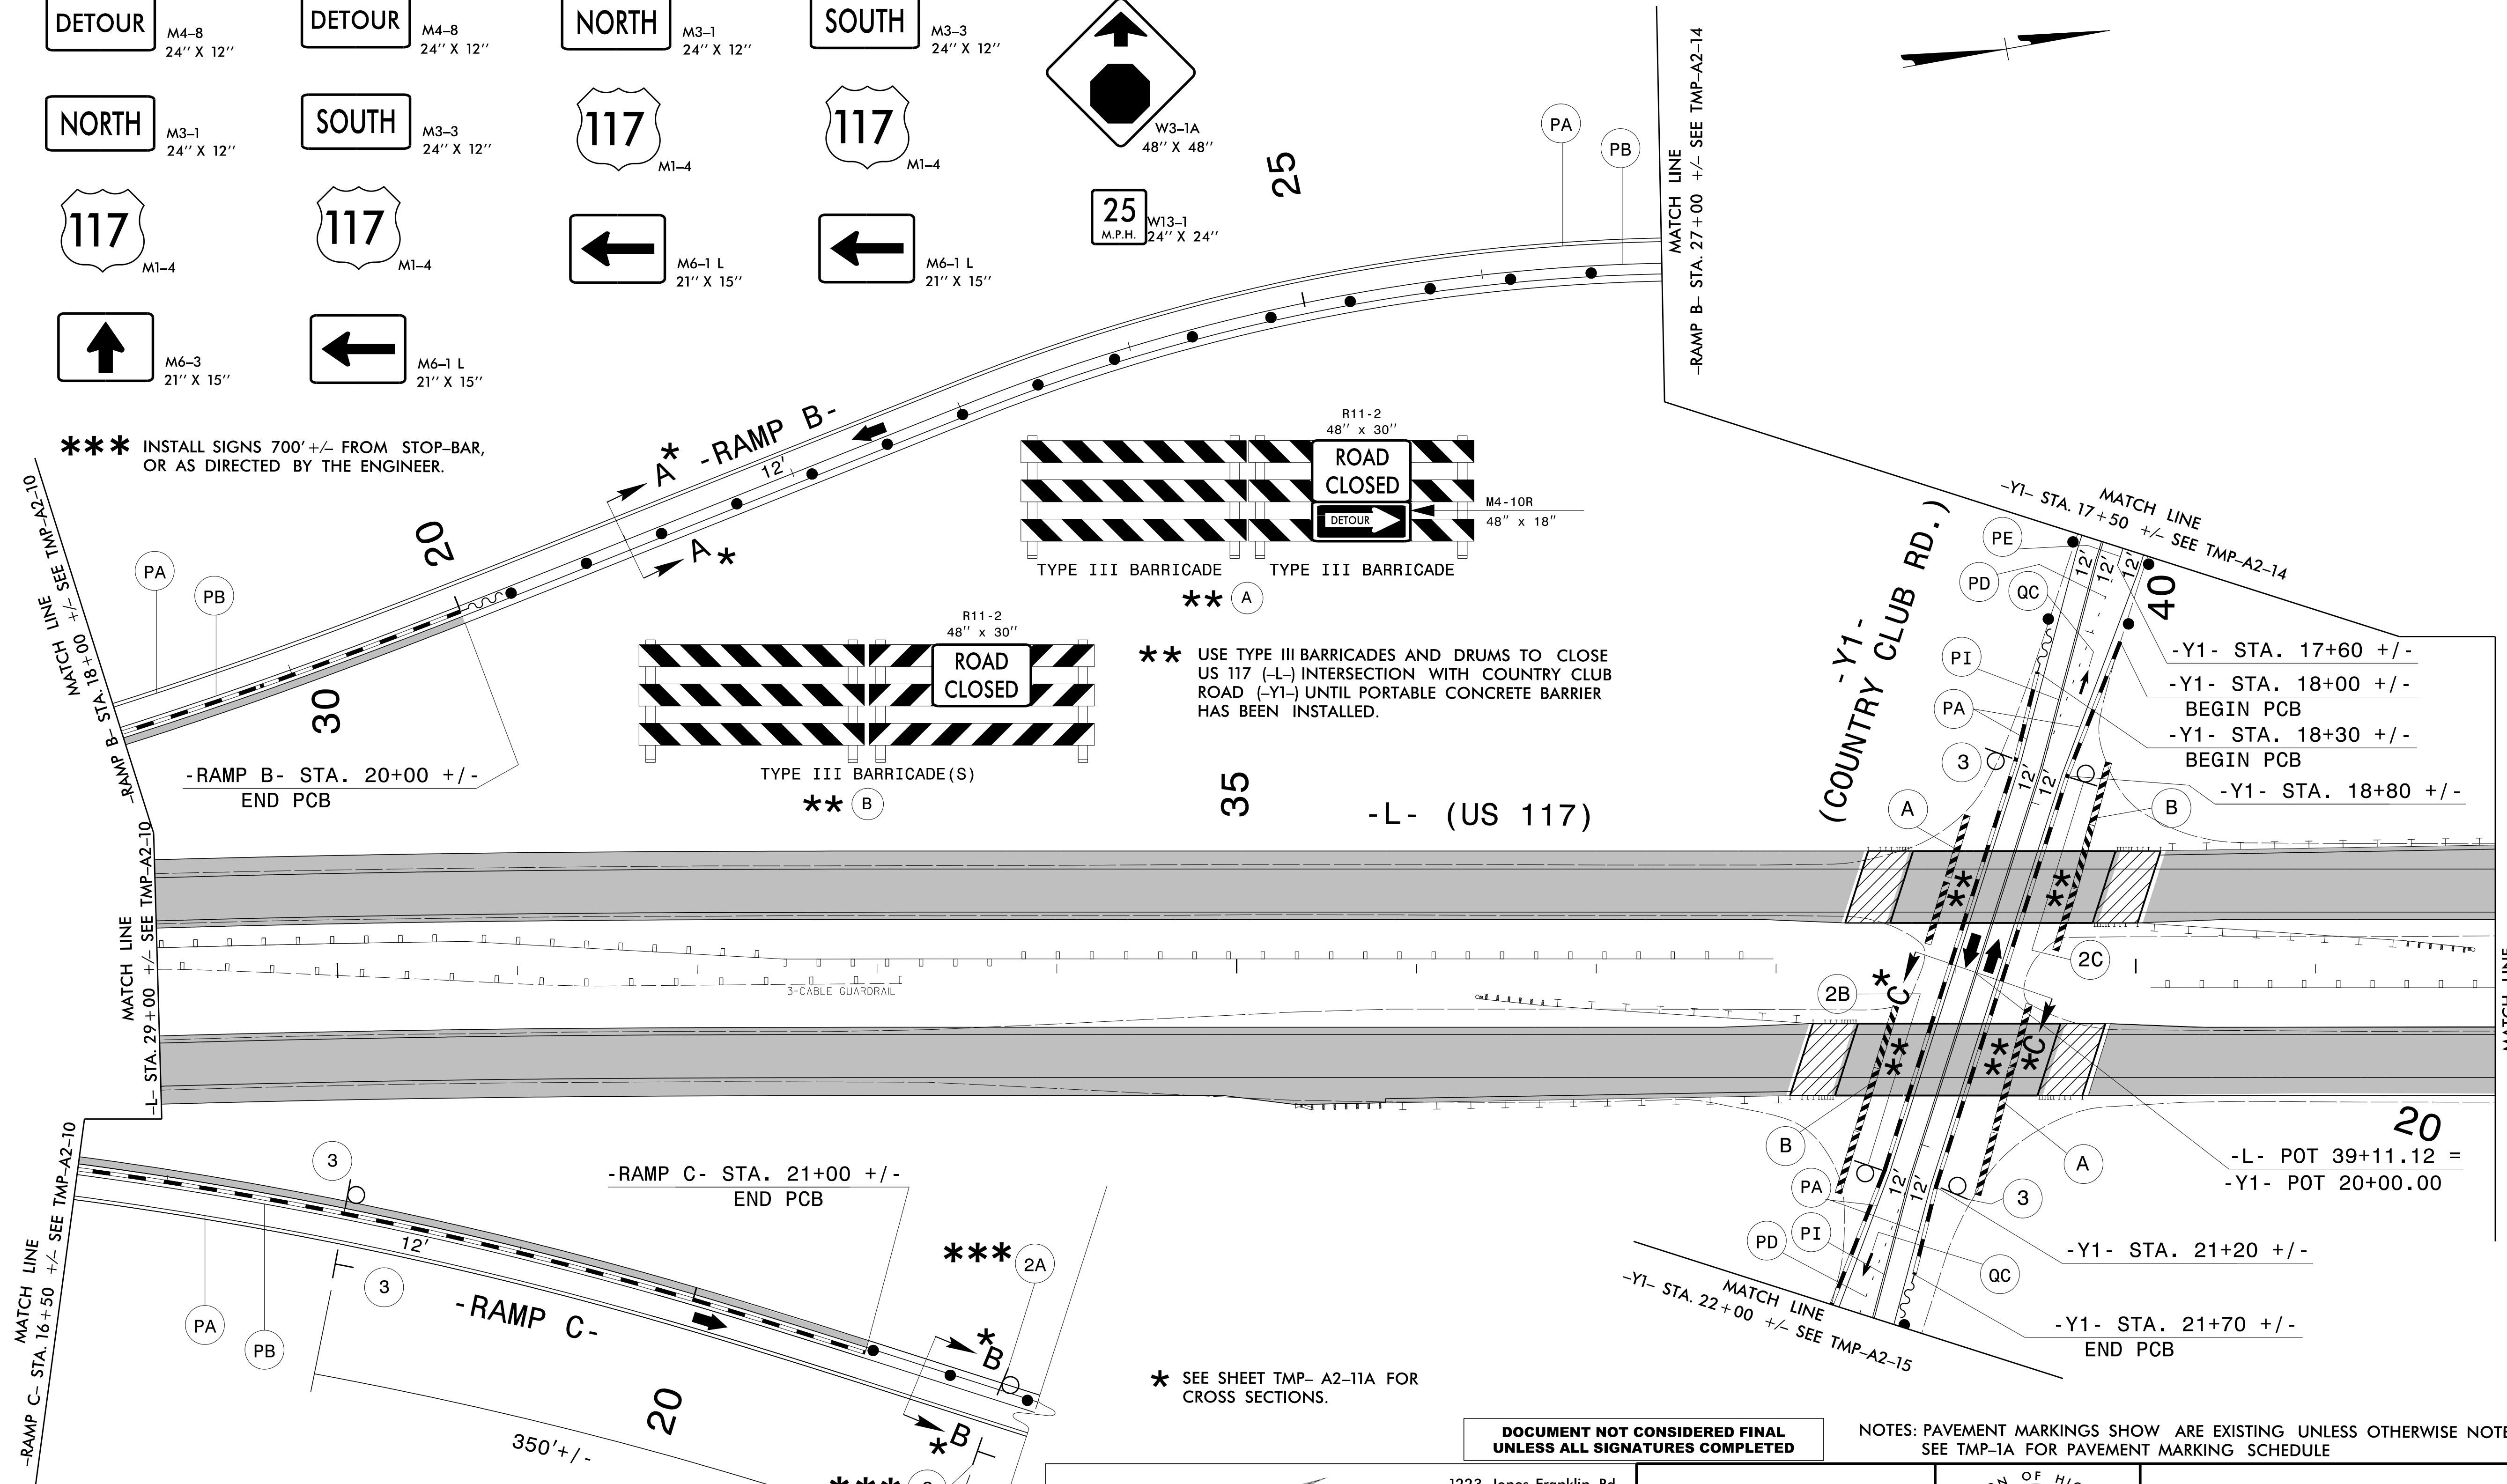 DETOUR
M4-8
24'' X 12''
DETOUR
M4-8
24'' X 12''
NORTH
M3-1
24'' X 12''
SOUTH
M3-3
24'' X 12''
NORTH
M3-1
24'' X 12''
SOUTH
M3-3
24'' X 12''
117
M1-4
117
M1-4
W3-1A
48'' X 48''
117
M1-4
117
M1-4
M6-1 L
21'' X 15''
M6-1 L
21'' X 15''
25
M.P.H.
W13-1
24'' X 24''
M6-3
21'' X 15''
M6-1 L
21'' X 15''
25
PA
PB
MATCH LINE
-RAMP B- STA. 27+00 +/- SEE TMP-A2-14
*** INSTALL SIGNS 700'+/- FROM STOP-BAR,
OR AS DIRECTED BY THE ENGINEER.
MATCH LINE
-RAMP B- STA. 18+00 +/- SEE TMP-A2-10
PA
PB
20
30
A *
A *
-RAMP B-
12'
-RAMP B- STA. 20+00 +/-
END PCB
R11-2
48'' x 30''
ROAD
CLOSED
DETOUR
M4-10R
48'' x 18''
TYPE III BARRICADE
TYPE III BARRICADE
** A
R11-2
48'' x 30''
ROAD
CLOSED
TYPE III BARRICADE(S)
** B
** USE TYPE III BARRICADES AND DRUMS TO CLOSE
US 117 (-L-) INTERSECTION WITH COUNTRY CLUB
ROAD (-Y1-) UNTIL PORTABLE CONCRETE BARRIER
HAS BEEN INSTALLED.
35
-L- (US 117)
-Y1-
(COUNTRY CLUB RD.)
MATCH LINE
-Y1- STA. 17+50 +/- SEE TMP-A2-14
PE
PD
QC
PI
PA
3
A
12'
12'
12'
40
12'
12'
-Y1- STA. 17+60 +/-
-Y1- STA. 18+00 +/-
BEGIN PCB
-Y1- STA. 18+30 +/-
BEGIN PCB
-Y1- STA. 18+80 +/-
B
**
**
2C
2B
*C
*C
**
**
MATCH LINE
-L- STA. 29+00 +/- SEE TMP-A2-10
3-CABLE GUARDRAIL
MATCH LINE
B
A
PA
PI
PD
12'
12'
3
QC
20
-L- POT 39+11.12 =
-Y1- POT 20+00.00
-Y1- STA. 21+20 +/-
-Y1- STA. 21+70 +/-
END PCB
MATCH LINE
-Y1- STA. 22+00 +/- SEE TMP-A2-15
MATCH LINE
-RAMP C- STA. 16+50 +/- SEE TMP-A2-10
3
12'
3
PA
PB
-RAMP C-
-RAMP C- STA. 21+00 +/-
END PCB
*** 2A
* B
* B
20
350'+/-
* SEE SHEET TMP- A2-11A FOR
CROSS SECTIONS.
DOCUMENT NOT CONSIDERED FINAL
UNLESS ALL SIGNATURES COMPLETED
NOTES: PAVEMENT MARKINGS SHOW ARE EXISTING UNLESS OTHERWISE NOTE
SEE TMP-1A FOR PAVEMENT MARKING SCHEDULE
1223 Jones Franklin Rd.
OF